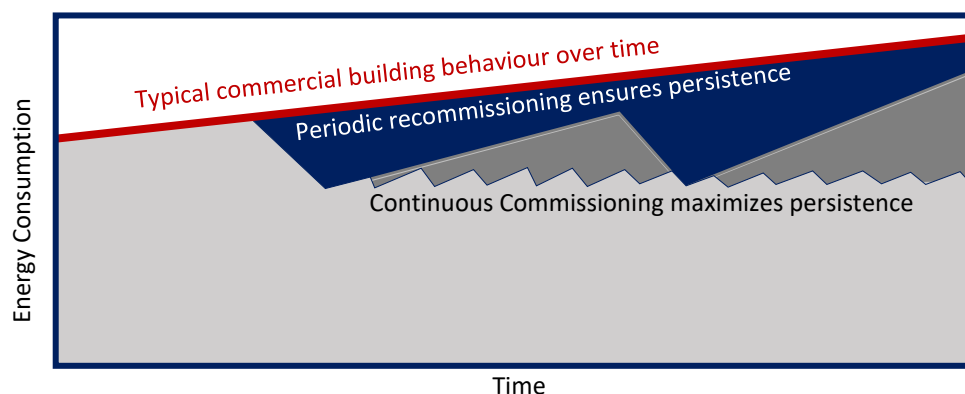 Typical commercial building behaviour over time
Periodic recommissioning ensures persistence
Continuous Commissioning maximizes persistence
Energy Consumption
Time